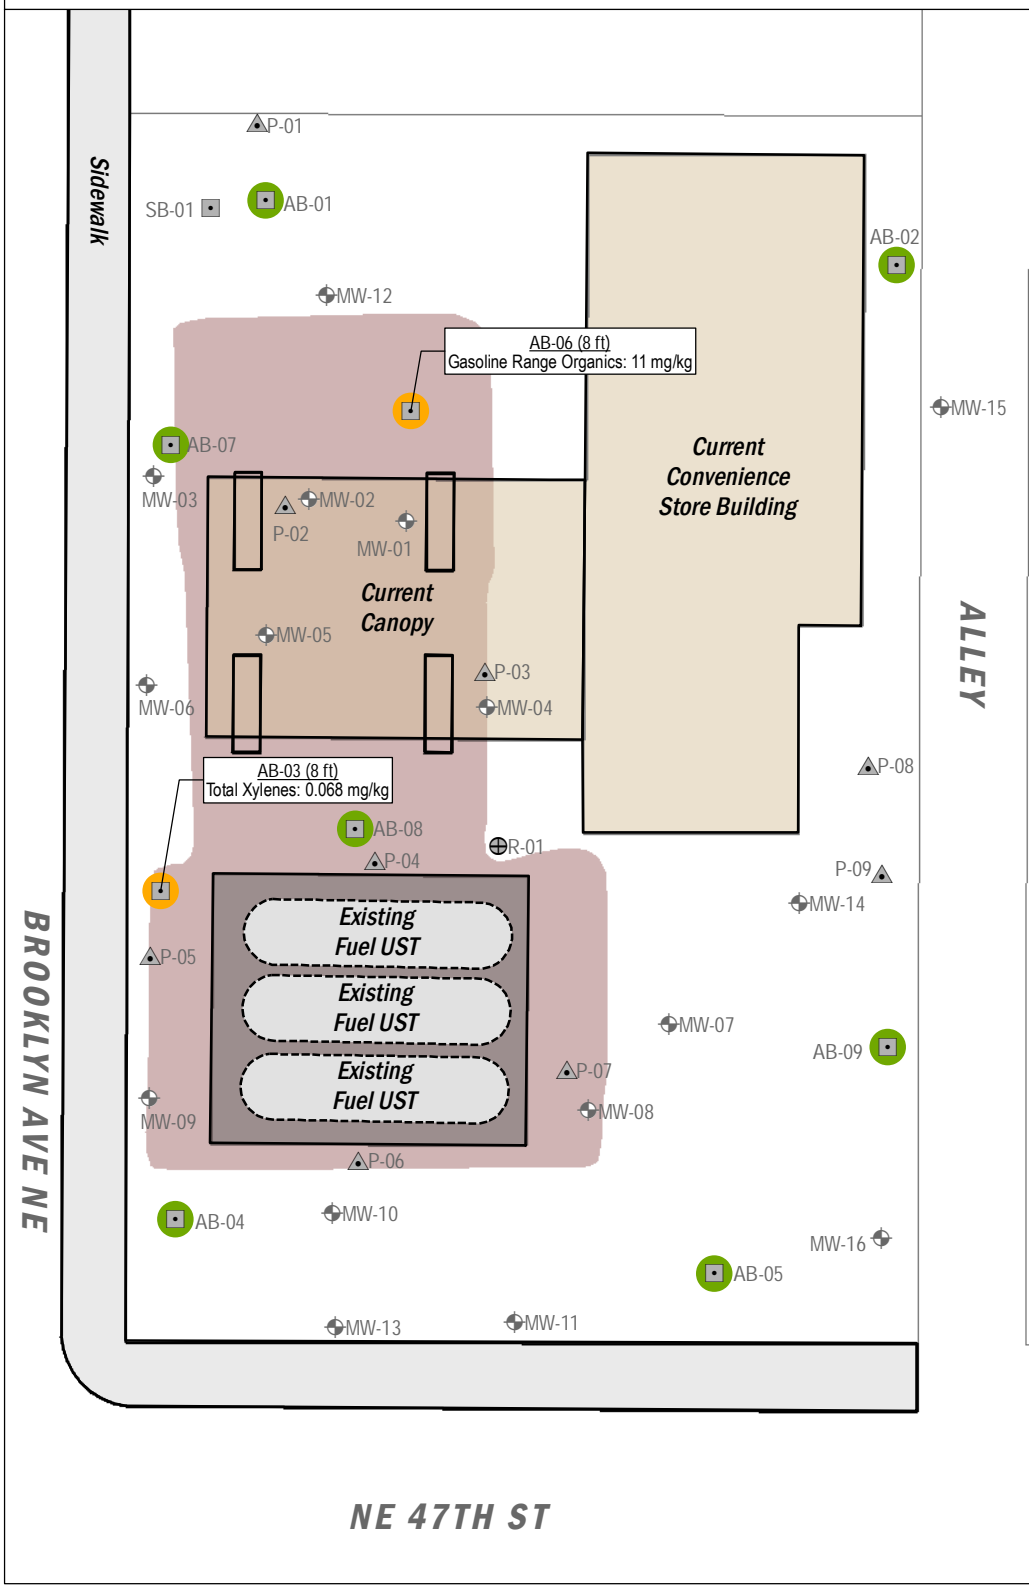 P-01
Sidewalk
SB-01
AB-01
AB-02
MW-12
AB-06 (8 ft)
Gasoline Range Organics: 11 mg/kg
MW-15
AB-07
Current
Convenience
Store Building
MW-03
MW-02
P-02
MW-01
Current
Canopy
ALLEY
MW-05
P-03
MW-06
MW-04
AB-03 (8 ft)
Total Xylenes: 0.068 mg/kg
P-08
AB-08
R-01
P-04
P-09
MW-14
BROOKLYN AVE NE
Existing
Fuel UST
P-05
Existing
Fuel UST
MW-07
AB-09
Existing
Fuel UST
P-07
MW-09
MW-08
P-06
AB-04
MW-10
MW-16
AB-05
MW-13
MW-11
NE 47TH ST